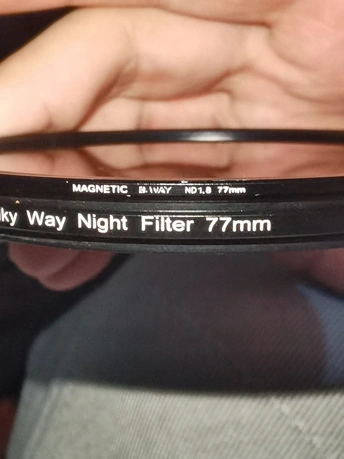 MAGNETIC B.WAY ND1.8 77mm
ky Way Night Filter 77mm